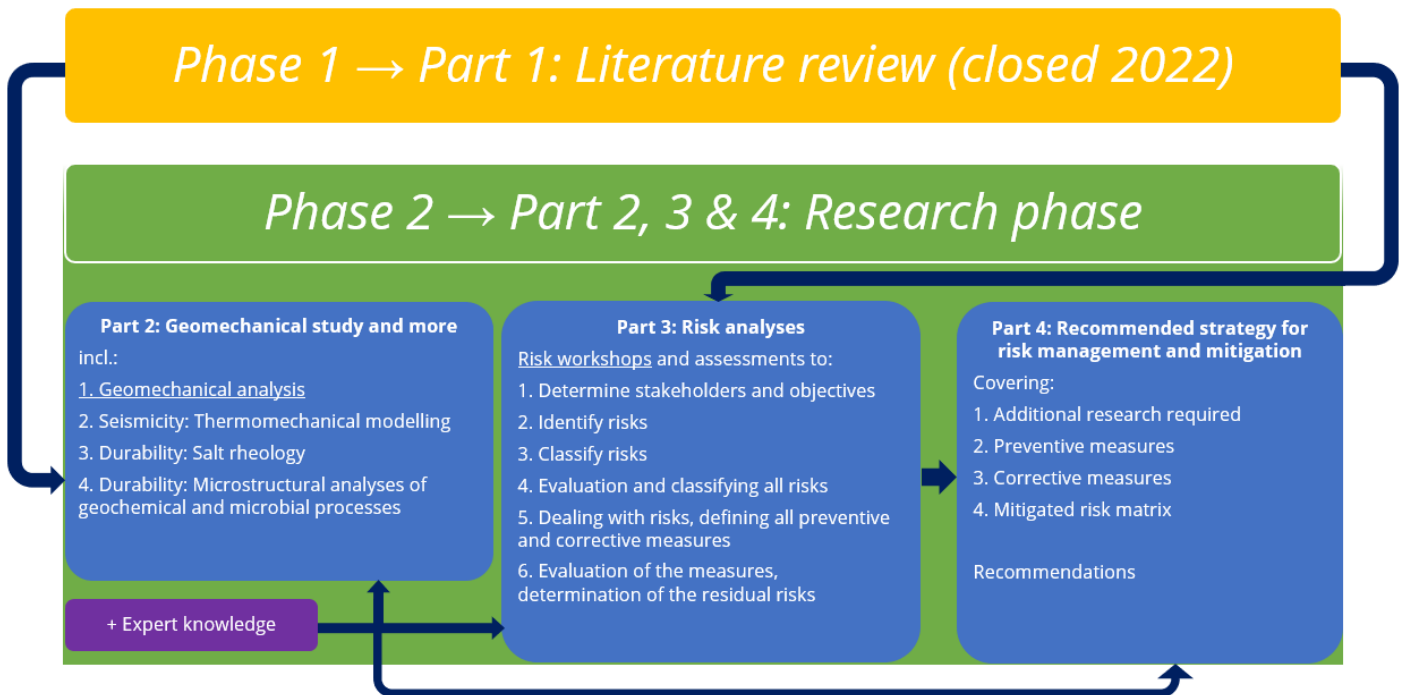 Phase 1 → Part 1: Literature review (closed 2022)
Phase 2 → Part 2, 3 & 4: Research phase
Part 2: Geomechanical study and more
incl.:
1. Geomechanical analysis
2. Seismicity: Thermomechanical modelling
3. Durability: Salt rheology
4. Durability: Microstructural analyses of
geochemical and microbial processes
+ Expert knowledge
Part 3: Risk analyses
Risk workshops and assessments to:
1. Determine stakeholders and objectives
2. Identify risks
3. Classify risks
4. Evaluation and classifying all risks
5. Dealing with risks, defining all preventive
and corrective measures
6. Evaluation of the measures,
determination of the residual risks
Part 4: Recommended strategy for
risk management and mitigation
Covering:
1. Additional research required
2. Preventive measures
3. Corrective measures
4. Mitigated risk matrix
Recommendations